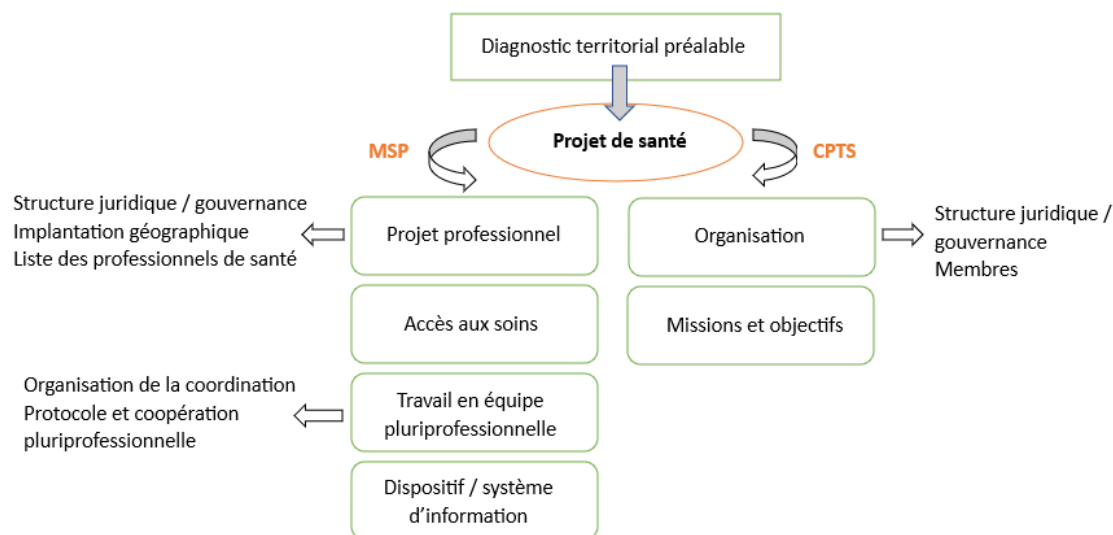 Diagnostic territorial préalable
Projet de santé
MSP
CPTS
Structure juridique / gouvernance
Implantation géographique
Liste des professionnels de santé
Projet professionnel
Organisation
Structure juridique /
gouvernance
Membres
Accès aux soins
Missions et objectifs
Organisation de la coordination
Protocole et coopération
pluriprofessionnelle
Travail en équipe
pluriprofessionnelle
Dispositif / système
d'information